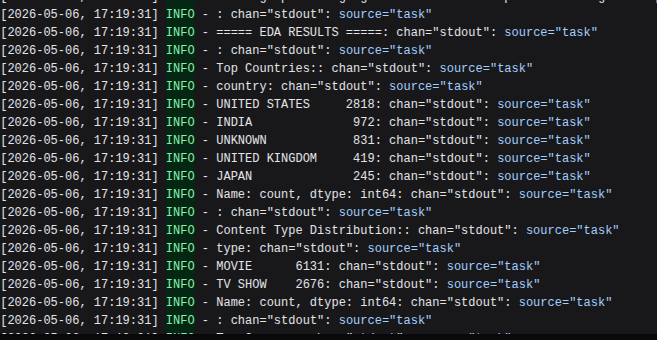 [2026-05-06, 17:19:31] INFO - : chan="stdout": source="task"
[2026-05-06, 17:19:31] INFO - ===== EDA RESULTS =====: chan="stdout": source="task"
[2026-05-06, 17:19:31] INFO - : chan="stdout": source="task"
[2026-05-06, 17:19:31] INFO - Top Countries:: chan="stdout": source="task"
[2026-05-06, 17:19:31] INFO - country: chan="stdout": source="task"
[2026-05-06, 17:19:31] INFO - UNITED STATES     2818: chan="stdout": source="task"
[2026-05-06, 17:19:31] INFO - INDIA              972: chan="stdout": source="task"
[2026-05-06, 17:19:31] INFO - UNKNOWN            831: chan="stdout": source="task"
[2026-05-06, 17:19:31] INFO - UNITED KINGDOM     419: chan="stdout": source="task"
[2026-05-06, 17:19:31] INFO - JAPAN              245: chan="stdout": source="task"
[2026-05-06, 17:19:31] INFO - Name: count, dtype: int64: chan="stdout": source="task"
[2026-05-06, 17:19:31] INFO - : chan="stdout": source="task"
[2026-05-06, 17:19:31] INFO - Content Type Distribution:: chan="stdout": source="task"
[2026-05-06, 17:19:31] INFO - type: chan="stdout": source="task"
[2026-05-06, 17:19:31] INFO - MOVIE      6131: chan="stdout": source="task"
[2026-05-06, 17:19:31] INFO - TV SHOW    2676: chan="stdout": source="task"
[2026-05-06, 17:19:31] INFO - Name: count, dtype: int64: chan="stdout": source="task"
[2026-05-06, 17:19:31] INFO - : chan="stdout": source="task"